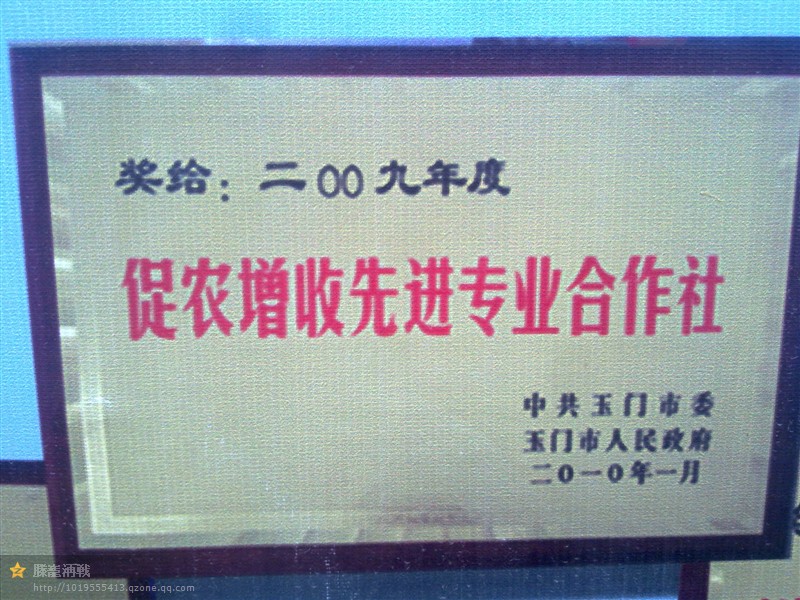 奖给：二00九年度
促农增收先进专业合作社
中共玉门市委
玉门市人民政府
二0一0年一月
http://1019555413.qzone.qq.com